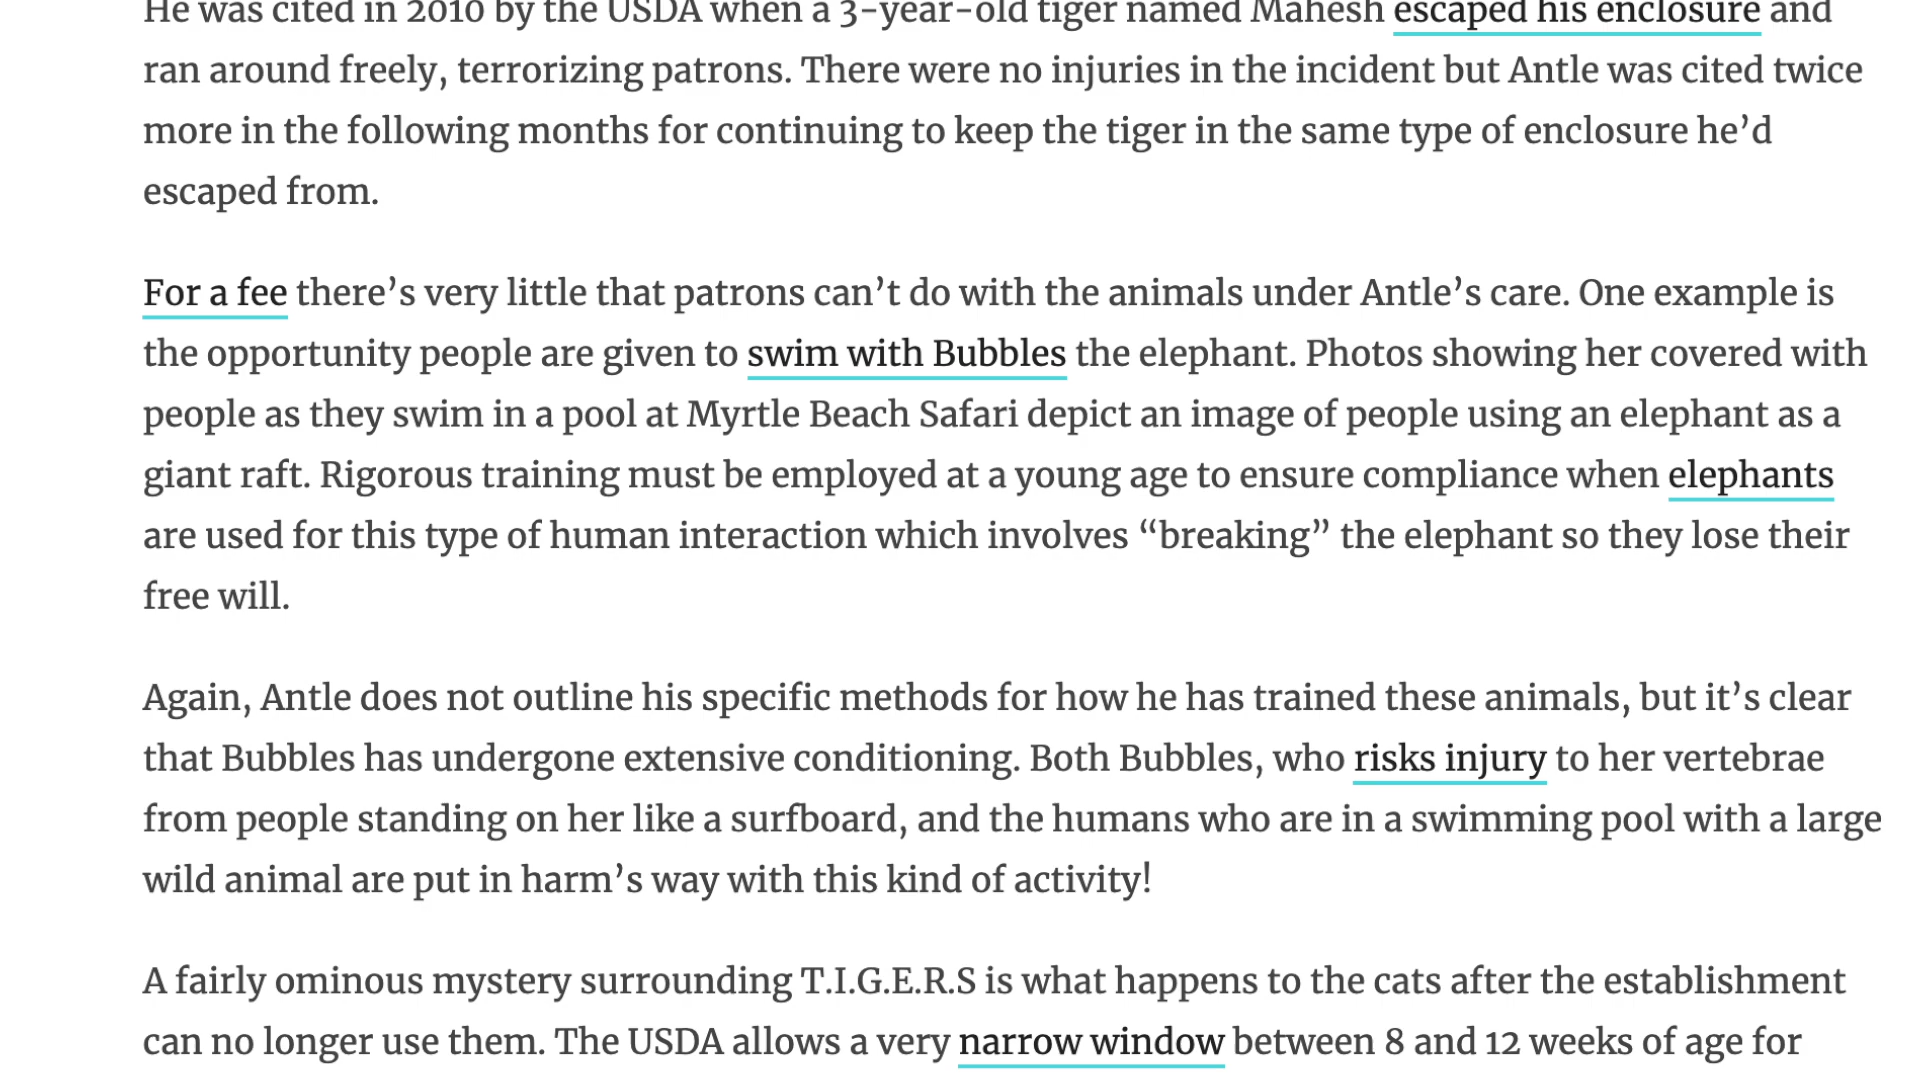 He was cited in 2010 by the USDA when a 3-year-old tiger named Mahesh escaped his enclosure and
ran around freely, terrorizing patrons. There were no injuries in the incident but Antle was cited twice
more in the following months for continuing to keep the tiger in the same type of enclosure he’d
escaped from.
For a fee there’s very little that patrons can’t do with the animals under Antle’s care. One example is
the opportunity people are given to swim with Bubbles the elephant. Photos showing her covered with
people as they swim in a pool at Myrtle Beach Safari depict an image of people using an elephant as a
giant raft. Rigorous training must be employed at a young age to ensure compliance when elephants
are used for this type of human interaction which involves “breaking” the elephant so they lose their
free will.
Again, Antle does not outline his specific methods for how he has trained these animals, but it’s clear
that Bubbles has undergone extensive conditioning. Both Bubbles, who risks injury to her vertebrae
from people standing on her like a surfboard, and the humans who are in a swimming pool with a large
wild animal are put in harm’s way with this kind of activity!
A fairly ominous mystery surrounding T.I.G.E.R.S is what happens to the cats after the establishment
can no longer use them. The USDA allows a very narrow window between 8 and 12 weeks of age for